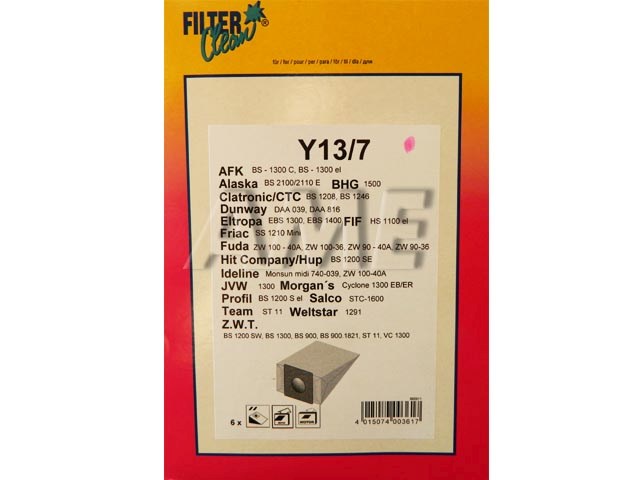 FILTER
Clean®
für / for / pour / per / para / för / til / dla / для
Y13/7
AFK BS - 1300 C, BS - 1300 el
Alaska BS 2100/2110 E BHG 1500
Clatronic/CTC BS 1208, BS 1246
Dunway DAA 039, DAA 816
Eltropa EBS 1300, EBS 1400 FIF HS 1100 el
Friac SS 1210 Mini
Fuda ZW 100 - 40A, ZW 100-36, ZW 90 - 40A, ZW 90-36
Hit Company/Hup BS 1200 SE
Ideline Monsun midi 740-039, ZW 100-40A
JVW 1300 Morgan´s Cyclone 1300 EB/ER
Profil BS 1200 S el Salco STC-1600
Team ST 11 Weltstar 1291
Z.W.T.
BS 1200 SW, BS 1300, BS 900, BS 900.1821, ST 11, VC 1300
AME
6 x
MOTOR
4 015074 003617